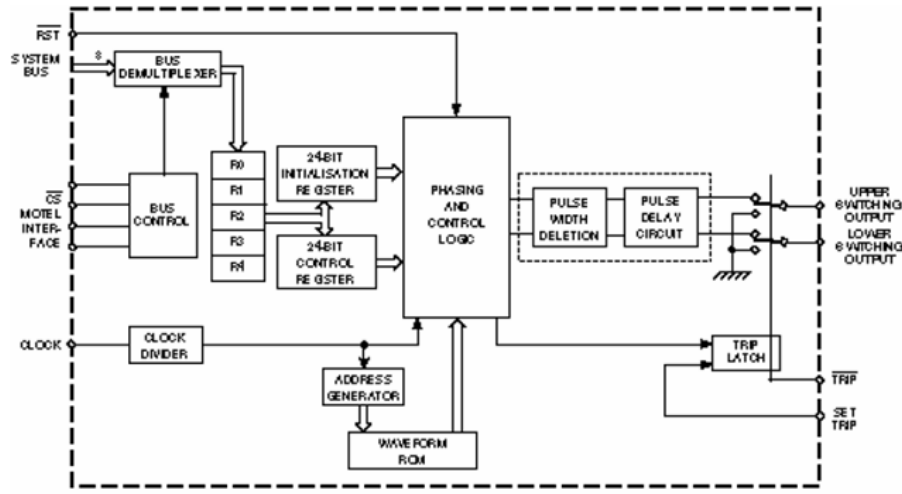 RST
SYSTEM
BUS
8
BUS
DEMULTIPLEXER
CS
MOTEL
INTER-
FACE
BUS
CONTROL
R0
R1
R2
R3
R4
24-BIT
INITIALISATION
REGISTER
24-BIT
CONTROL
REGISTER
PHASING
AND
CONTROL
LOGIC
PULSE
WIDTH
DELETION
PULSE
DELAY
CIRCUIT
UPPER
SWITCHING
OUTPUT
LOWER
SWITCHING
OUTPUT
CLOCK
CLOCK
DIVIDER
ADDRESS
GENERATOR
WAVEFORM
ROM
TRIP
LATCH
TRIP
SET
TRIP